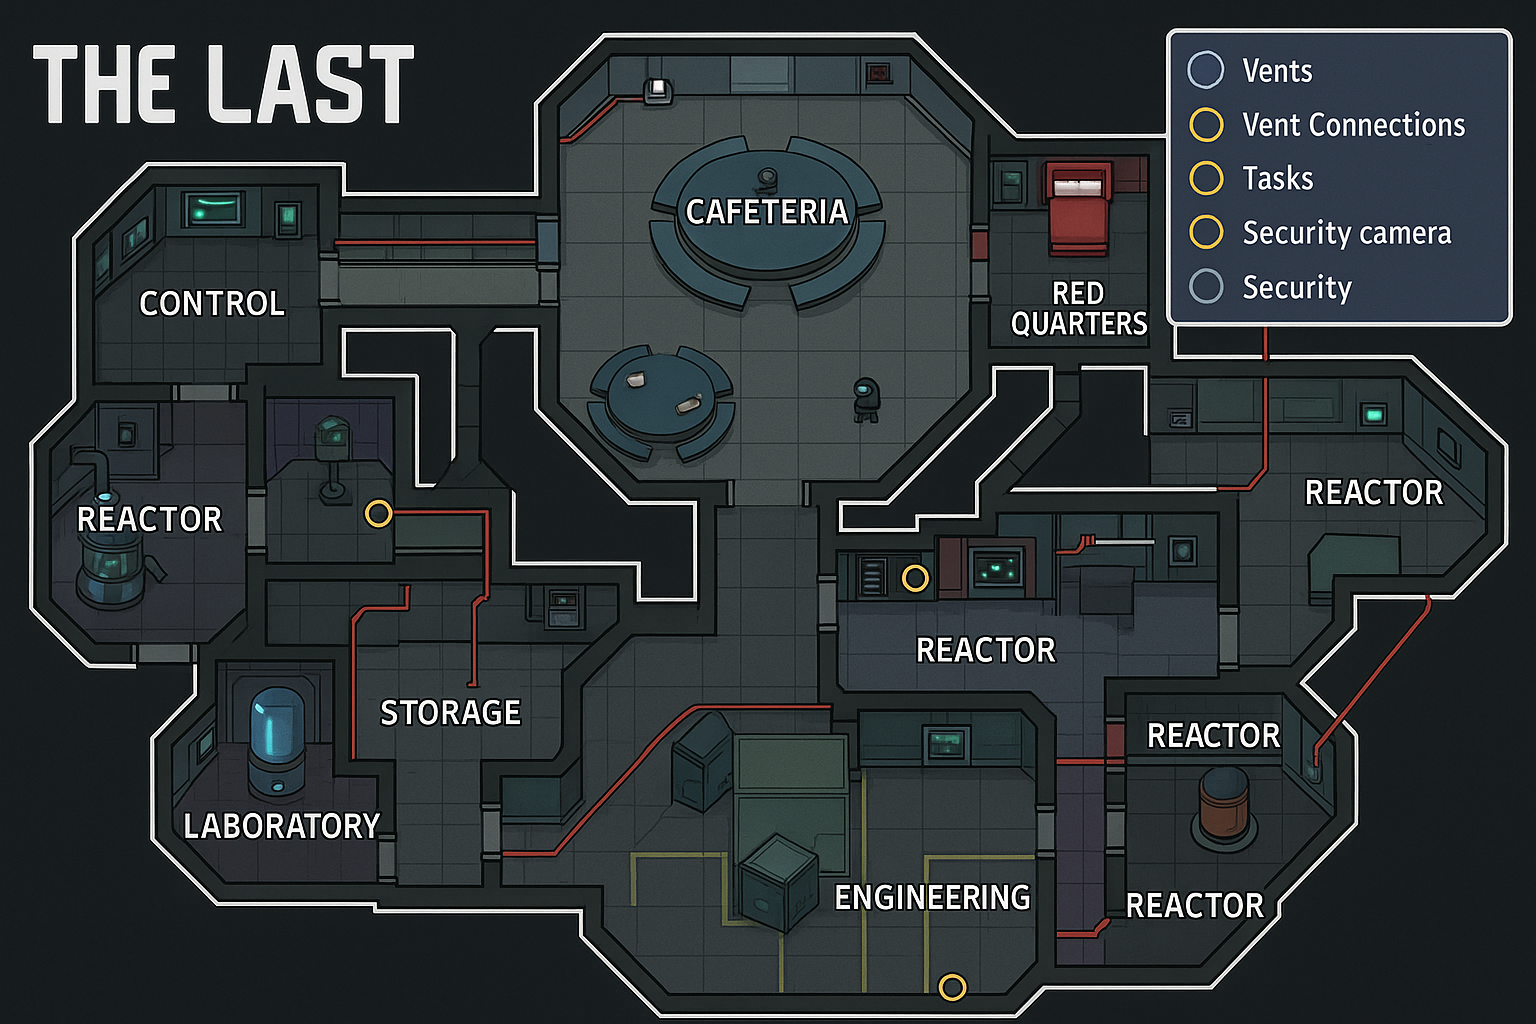 THE LAST
Vents
Vent Connections
Tasks
Security camera
Security
CAFETERIA
CONTROL
RED
QUARTERS
REACTOR
REACTOR
REACTOR
STORAGE
REACTOR
LABORATORY
ENGINEERING
REACTOR